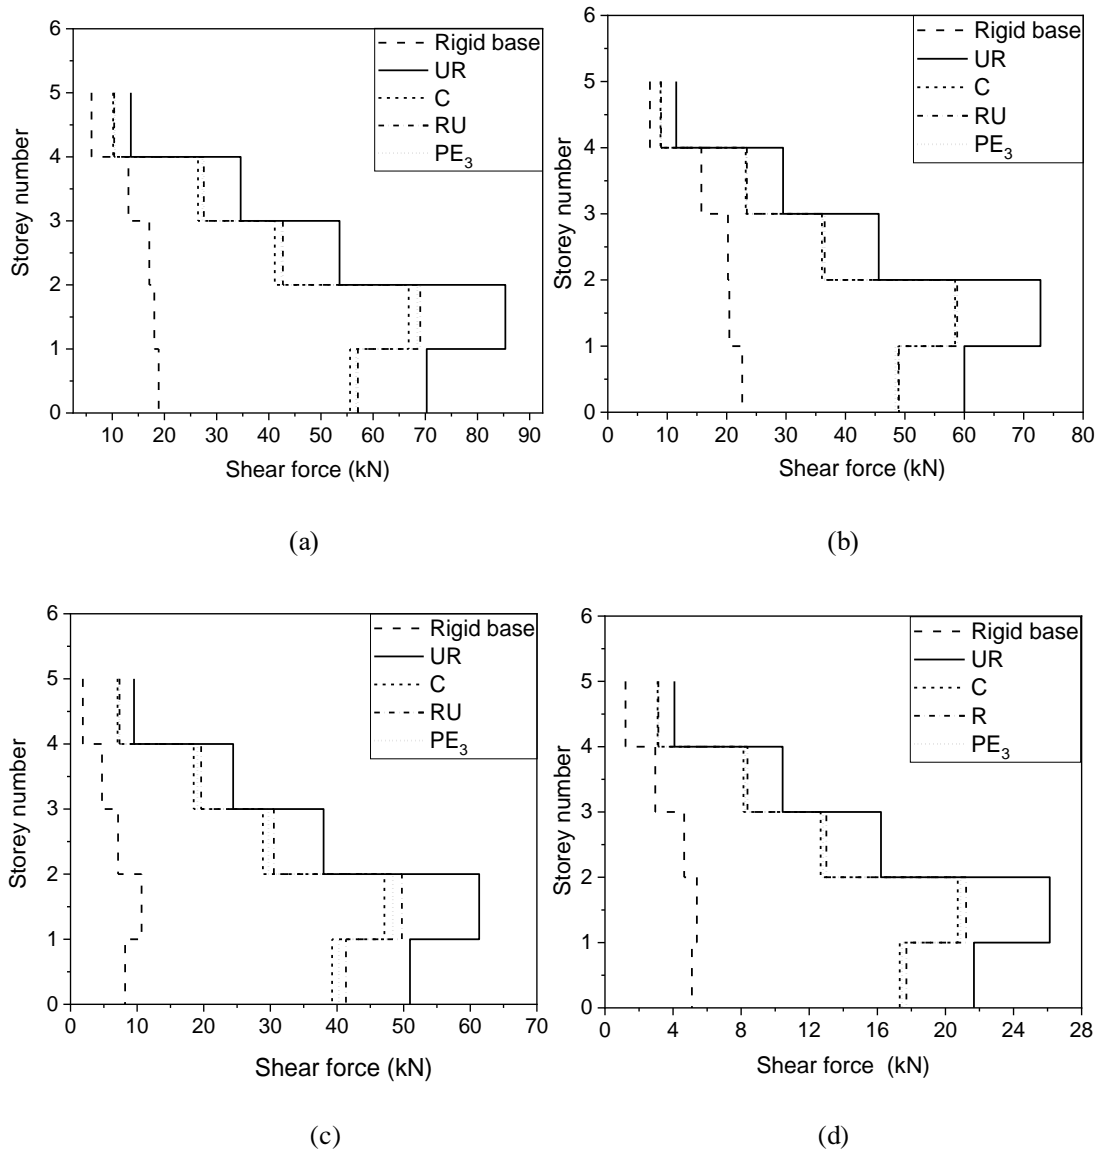 6
5
4
3
2
1
0
Storey number
10 20 30 40 50 60 70 80 90
Shear force (kN)
Rigid base
UR
C
RU
PE3
(a)
6
5
4
3
2
1
0
Storey number
0 10 20 30 40 50 60 70 80
Shear force (kN)
Rigid base
UR
C
RU
PE3
(b)
6
5
4
3
2
1
0
Storey number
0 10 20 30 40 50 60 70
Shear force (kN)
Rigid base
UR
C
RU
PE3
(c)
6
5
4
3
2
1
0
Storey number
0 4 8 12 16 20 24 28
Shear force (kN)
Rigid base
UR
C
R
PE3
(d)